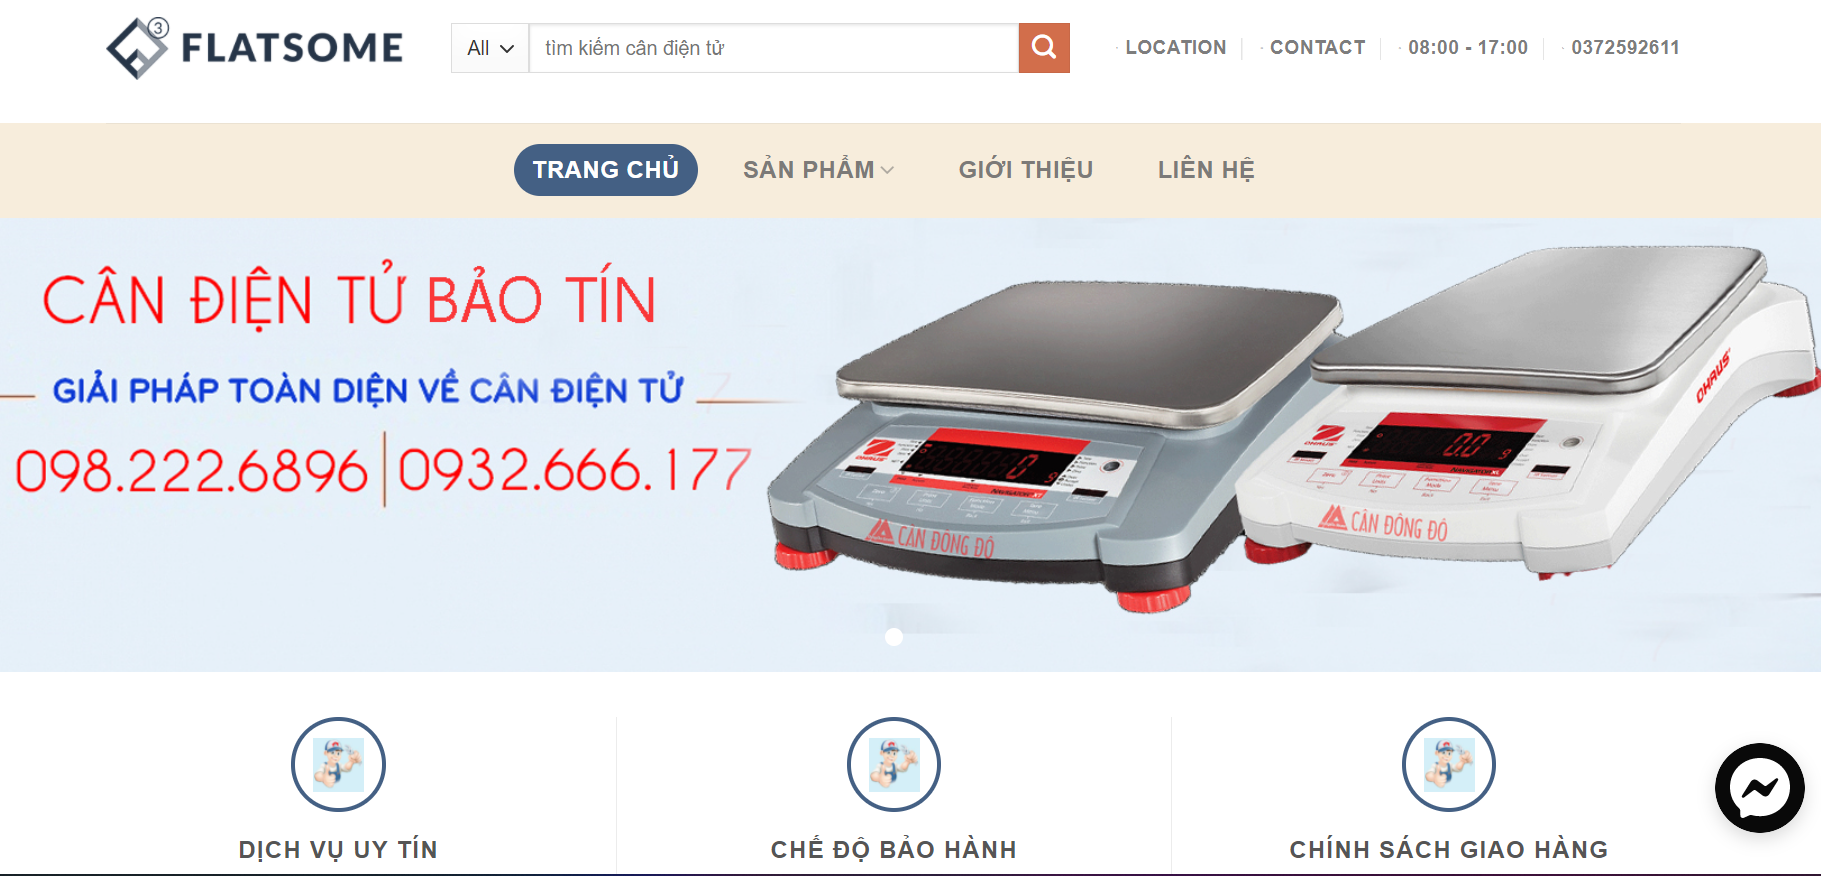 3
FLATSOME
All
tìm kiếm cân điện tử
LOCATION
CONTACT
08:00 - 17:00
0372592611
TRANG CHỦ
SẢN PHẨM
GIỚI THIỆU
LIÊN HỆ
CÂN ĐIỆN TỬ BẢO TÍN
GIẢI PHÁP TOÀN DIỆN VỀ CÂN ĐIỆN TỬ
098.222.6896
0932.666.177
OHAUS
CÂN ĐÔNG ĐÔ
OHAUS
OHAUS
0.0 g
CÂN ĐÔNG ĐÔ
DỊCH VỤ UY TÍN
CHẾ ĐỘ BẢO HÀNH
CHÍNH SÁCH GIAO HÀNG